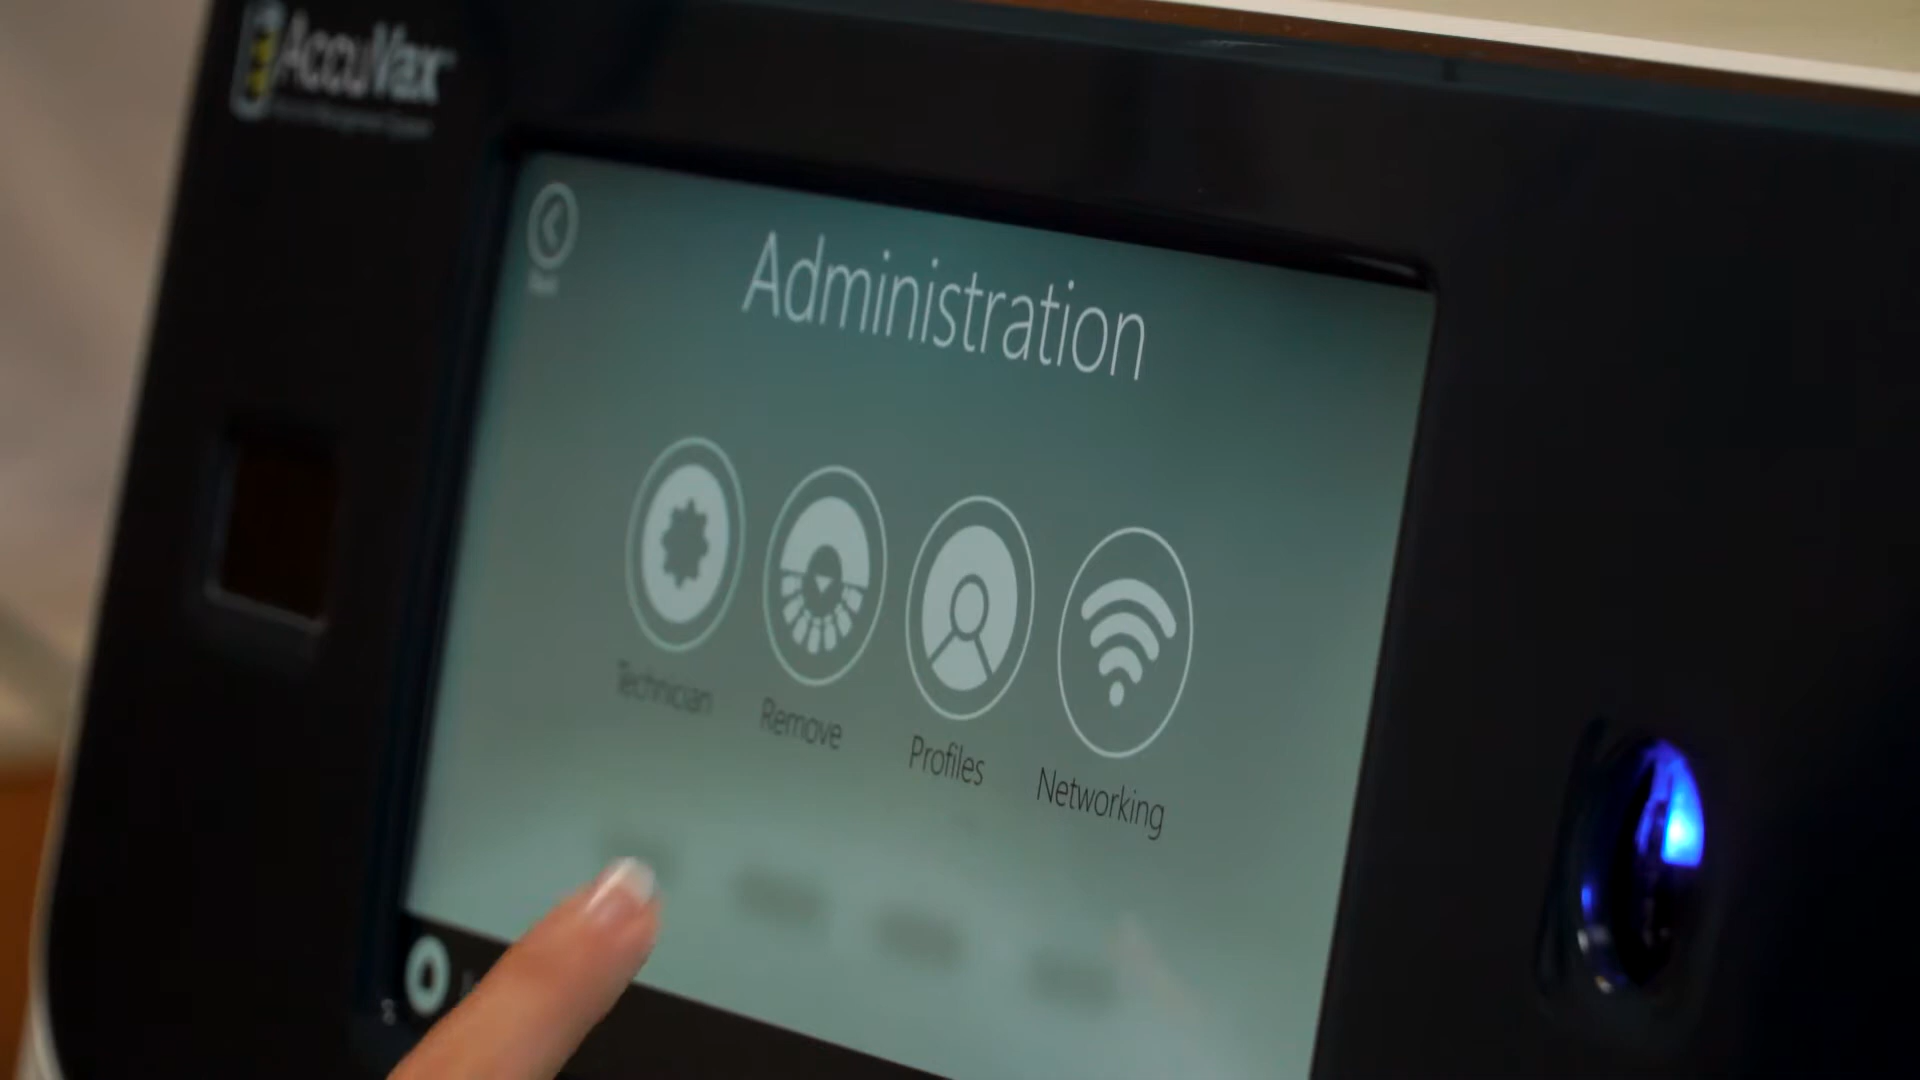 AccuVax
Administration
Technician
Remove
Profiles
Networking